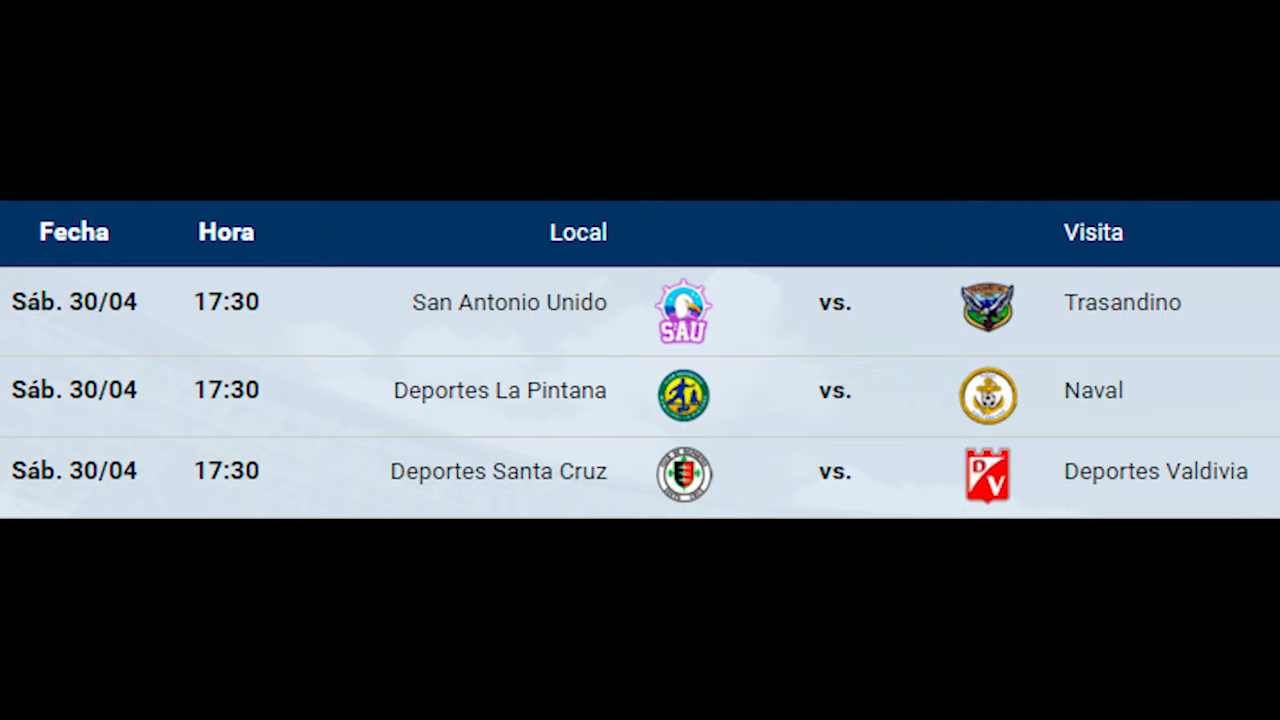 Fecha Hora Local Visita
Sáb. 30/04 17:30 San Antonio Unido SAU vs. Trasandino
Sáb. 30/04 17:30 Deportes La Pintana vs. Naval
Sáb. 30/04 17:30 Deportes Santa Cruz vs. DV Deportes Valdivia